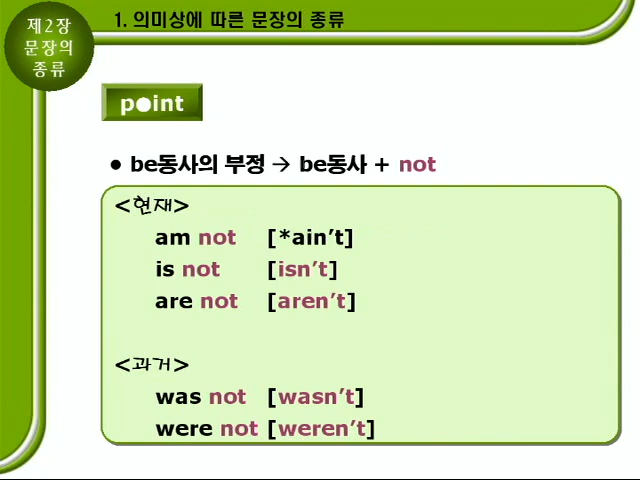 제2장
문장의
종류
1. 의미상에 따른 문장의 종류
p●int
● be동사의 부정 → be동사 + not
<현재>
am not [*ain't]
is not [isn't]
are not [aren't]
<과거>
was not [wasn't]
were not [weren't]